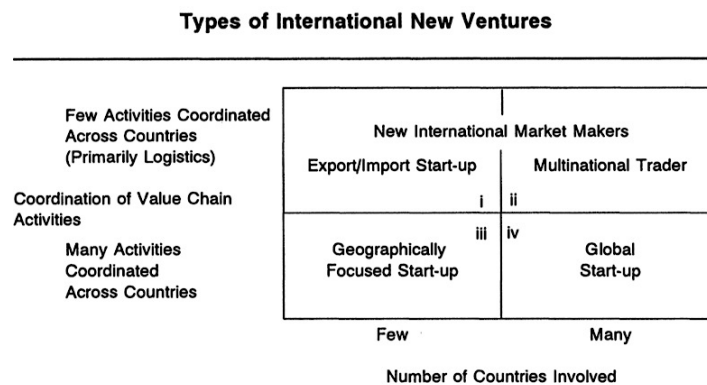 Types of International New Ventures
Few Activities Coordinated
Across Countries
(Primarily Logistics)
New International Market Makers
Export/Import Start-up
Multinational Trader
i
ii
Coordination of Value Chain
Activities
iii
iv
Many Activities
Coordinated
Across Countries
Geographically
Focused Start-up
Global
Start-up
Few
Many
Number of Countries Involved